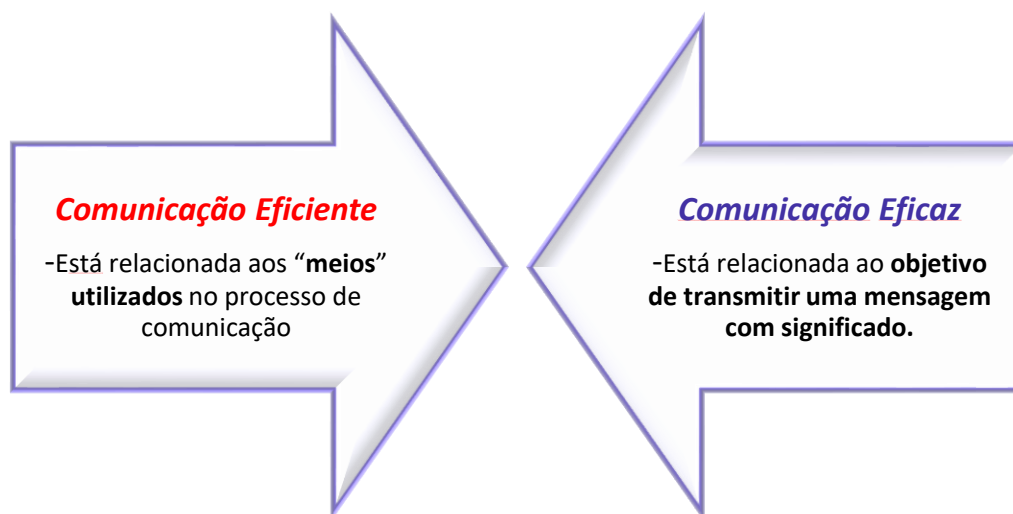 Comunicação Eficiente
-Está relacionada aos “meios”
utilizados no processo de
comunicação
Comunicação Eficaz
-Está relacionada ao objetivo
de transmitir uma mensagem
com significado.